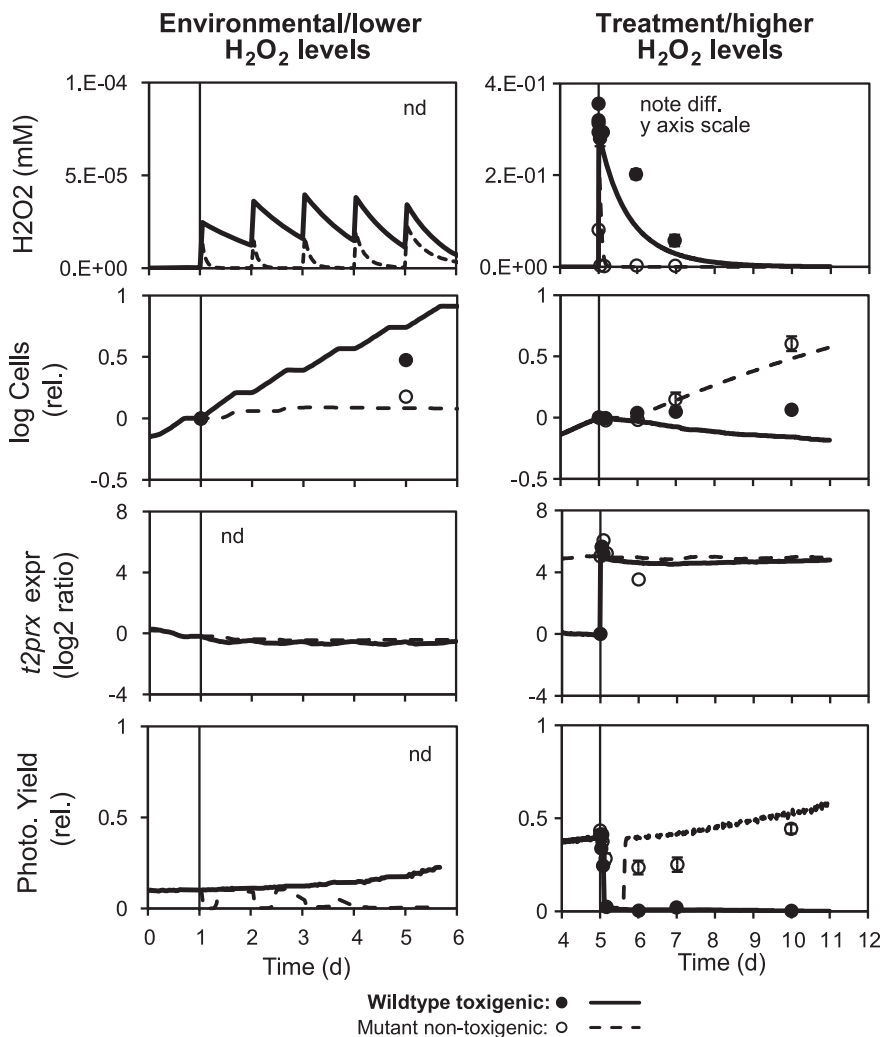 Environmental/lower
H₂O₂ levels
Treatment/higher
H₂O₂ levels
H2O2 (mM)
1.E-04
5.E-05
0.E+00
nd
4.E-01
2.E-01
0.E+00
note diff.
y axis scale
log Cells
(rel.)
1
0.5
0
-0.5
1
0.5
0
-0.5
t2prx expr
(log2 ratio)
8
4
0
-4
nd
8
4
0
-4
Photo. Yield
(rel.)
1
0.5
0
nd
1
0.5
0
0 1 2 3 4 5 6
Time (d)
4 5 6 7 8 9 10 11 12
Time (d)
Wildtype toxigenic:
Mutant non-toxigenic: